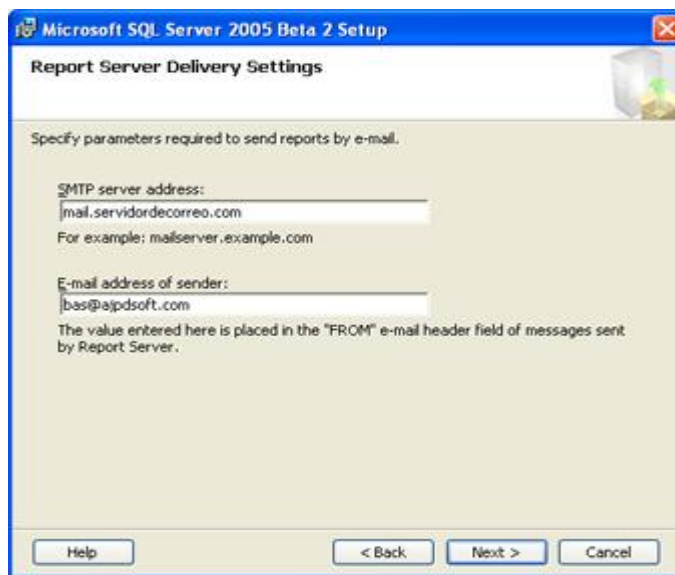 Microsoft SQL Server 2005 Beta 2 Setup
Report Server Delivery Settings
Specify parameters required to send reports by e-mail.
SMTP server address:
mail.servidordecorreo.com
For example: mailserver.example.com
E-mail address of sender:
bas@ajpdsoft.com
The value entered here is placed in the "FROM" e-mail header field of messages sent
by Report Server.
Help
< Back
Next >
Cancel